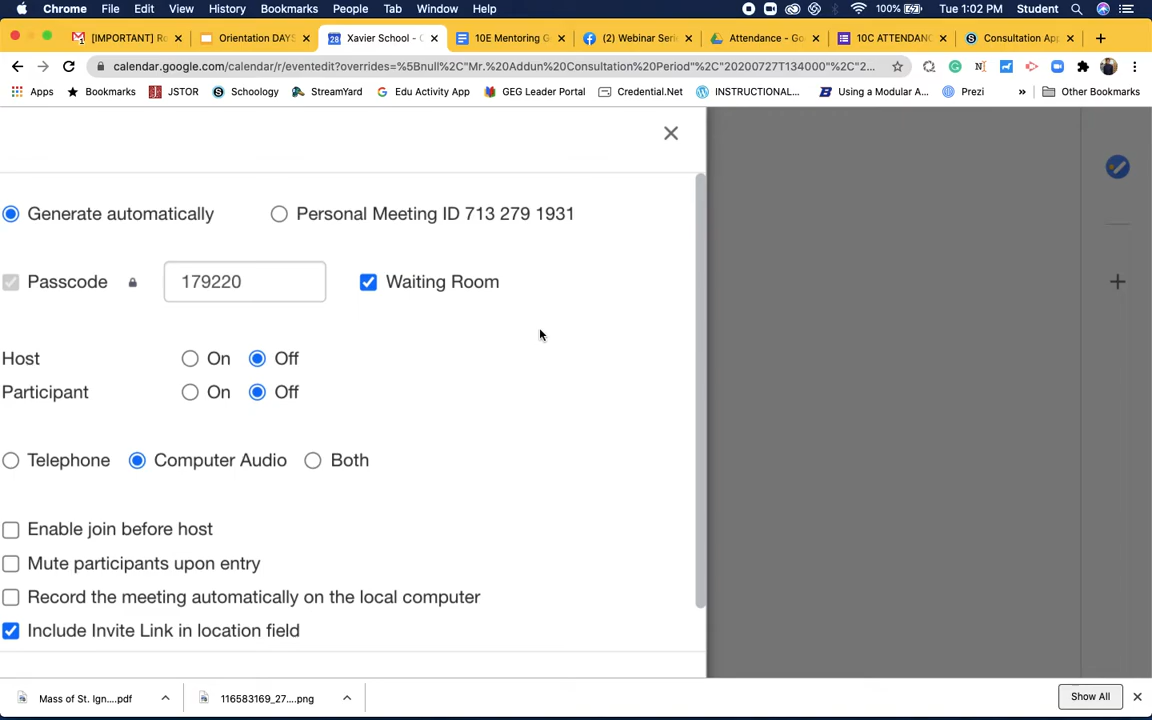 Chrome File Edit View History Bookmarks People Tab Window Help 100% Tue 1:02 PM Student
[IMPORTANT] R Orientation DAYS Xavier School - 10E Mentoring G (2) Webinar Seri Attendance - Go 10C ATTENDAN Consultation Ap
calendar.google.com/calendar/r/eventedit?overrides=%5Bnull%2C"Mr.%20Addun%20Consultation%20Period"%2C"20200727T134000"%2C"2...
Apps Bookmarks JSTOR Schoology StreamYard Edu Activity App GEG Leader Portal Credential.Net INSTRUCTIONAL... Using a Modular A... Prezi » Other Bookmarks
Generate automatically Personal Meeting ID 713 279 1931
Passcode 179220 Waiting Room
Host On Off
Participant On Off
Telephone Computer Audio Both
Enable join before host
Mute participants upon entry
Record the meeting automatically on the local computer
Include Invite Link in location field
Mass of St. Ign....pdf 116583169_27....png Show All